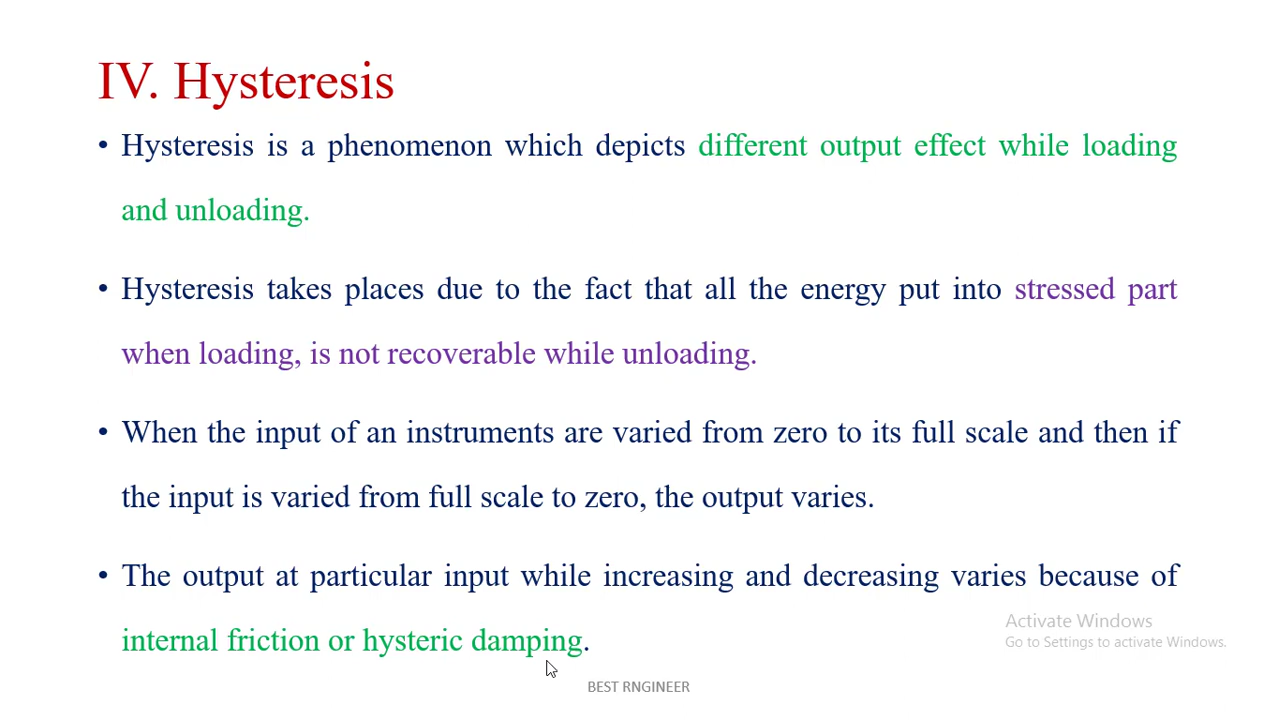 IV. Hysteresis
• Hysteresis is a phenomenon which depicts different output effect while loading
and unloading.
• Hysteresis takes places due to the fact that all the energy put into stressed part
when loading, is not recoverable while unloading.
• When the input of an instruments are varied from zero to its full scale and then if
the input is varied from full scale to zero, the output varies.
• The output at particular input while increasing and decreasing varies because of
internal friction or hysteric damping.
Activate Windows
Go to Settings to activate Windows.
BEST RNGINEER